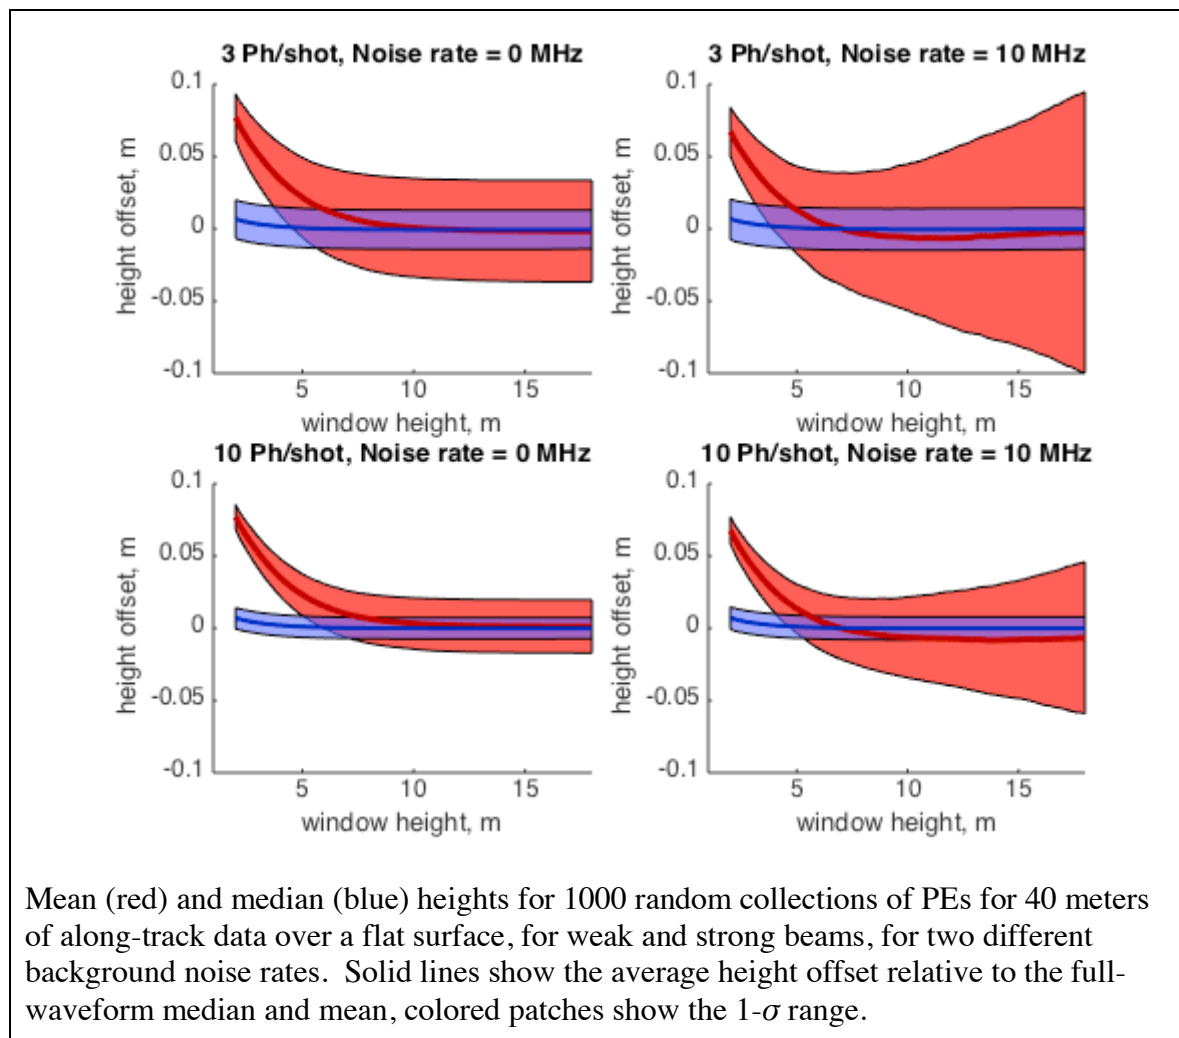 3 Ph/shot, Noise rate = 0 MHz
0.1
0.05
0
-0.05
-0.1
height offset, m
5 10 15
window height, m
3 Ph/shot, Noise rate = 10 MHz
0.1
0.05
0
-0.05
-0.1
height offset, m
5 10 15
window height, m
10 Ph/shot, Noise rate = 0 MHz
0.1
0.05
0
-0.05
-0.1
height offset, m
5 10 15
window height, m
10 Ph/shot, Noise rate = 10 MHz
0.1
0.05
0
-0.05
-0.1
height offset, m
5 10 15
window height, m
Mean (red) and median (blue) heights for 1000 random collections of PEs for 40 meters
of along-track data over a flat surface, for weak and strong beams, for two different
background noise rates.  Solid lines show the average height offset relative to the full-
waveform median and mean, colored patches show the 1-σ range.